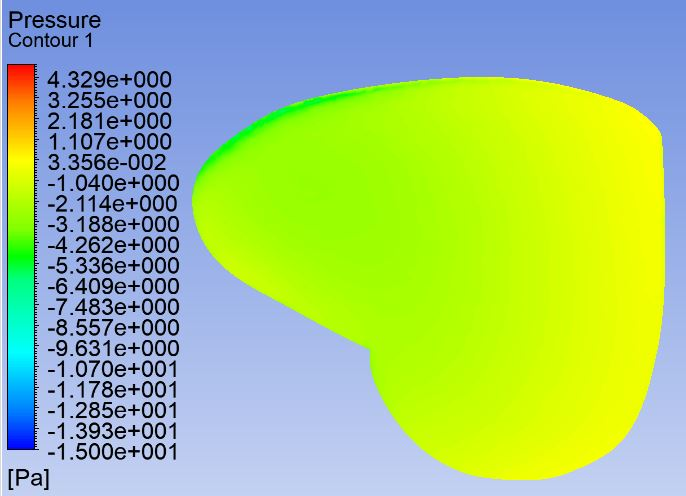 Pressure
Contour 1
4.329e+000
3.255e+000
2.181e+000
1.107e+000
3.356e-002
-1.040e+000
-2.114e+000
-3.188e+000
-4.262e+000
-5.336e+000
-6.409e+000
-7.483e+000
-8.557e+000
-9.631e+000
-1.070e+001
-1.178e+001
-1.285e+001
-1.393e+001
-1.500e+001
[Pa]